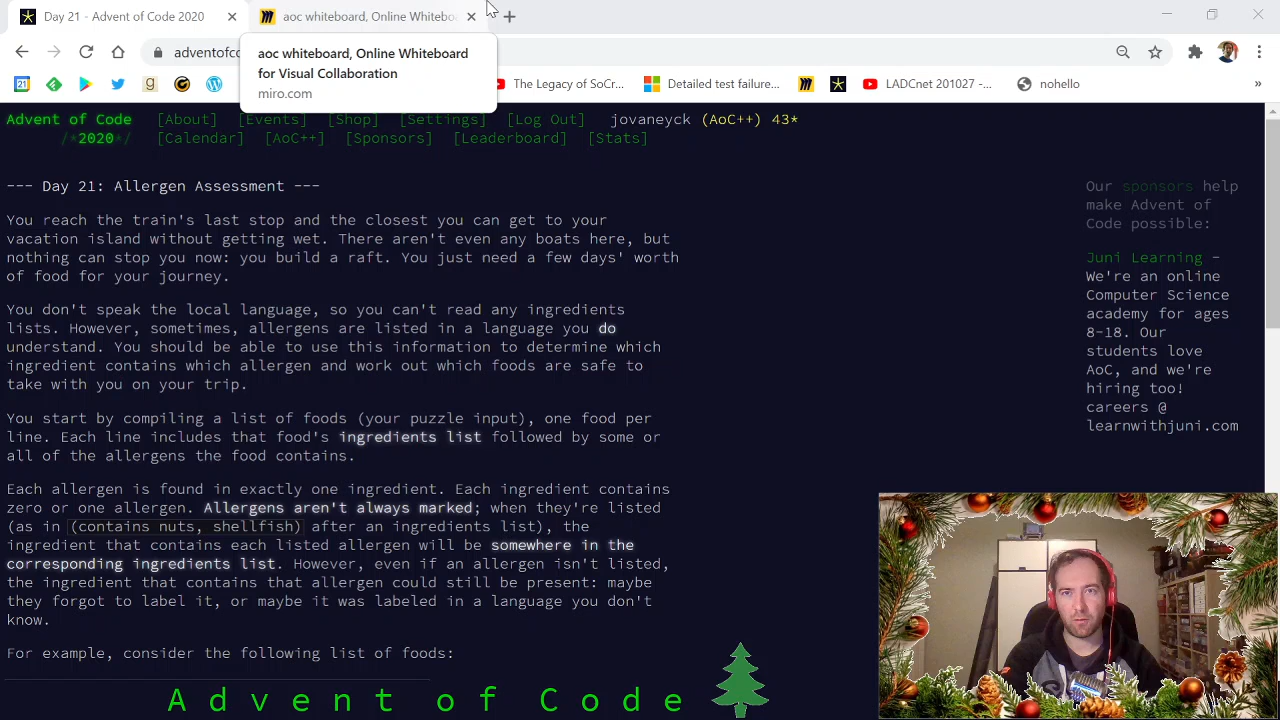 Day 21 - Advent of Code 2020
aoc whiteboard, Online Whitebo
adventofco
aoc whiteboard, Online Whiteboard
for Visual Collaboration
miro.com
The Legacy of SoCr...
Detailed test failure...
LADCnet 201027 -...
nohello
Advent of Code [About] [Events] [Shop] [Settings] [Log Out] jovaneyck (AoC++) 43*
/*2020*/ [Calendar] [AoC++] [Sponsors] [Leaderboard] [Stats]
--- Day 21: Allergen Assessment ---
You reach the train's last stop and the closest you can get to your
vacation island without getting wet. There aren't even any boats here, but
nothing can stop you now: you build a raft. You just need a few days' worth
of food for your journey.
You don't speak the local language, so you can't read any ingredients
lists. However, sometimes, allergens are listed in a language you do
understand. You should be able to use this information to determine which
ingredient contains which allergen and work out which foods are safe to
take with you on your trip.
You start by compiling a list of foods (your puzzle input), one food per
line. Each line includes that food's ingredients list followed by some or
all of the allergens the food contains.
Each allergen is found in exactly one ingredient. Each ingredient contains
zero or one allergen. Allergens aren't always marked; when they're listed
(as in (contains nuts, shellfish) after an ingredients list), the
ingredient that contains each listed allergen will be somewhere in the
corresponding ingredients list. However, even if an allergen isn't listed,
the ingredient that contains that allergen could still be present: maybe
they forgot to label it, or maybe it was labeled in a language you don't
know.
For example, consider the following list of foods:
Our sponsors help
make Advent of
Code possible:
Juni Learning -
We're an online
Computer Science
academy for ages
8-18. Our
students love
AoC, and we're
hiring too!
careers @
learnwithjuni.com
Advent of Code